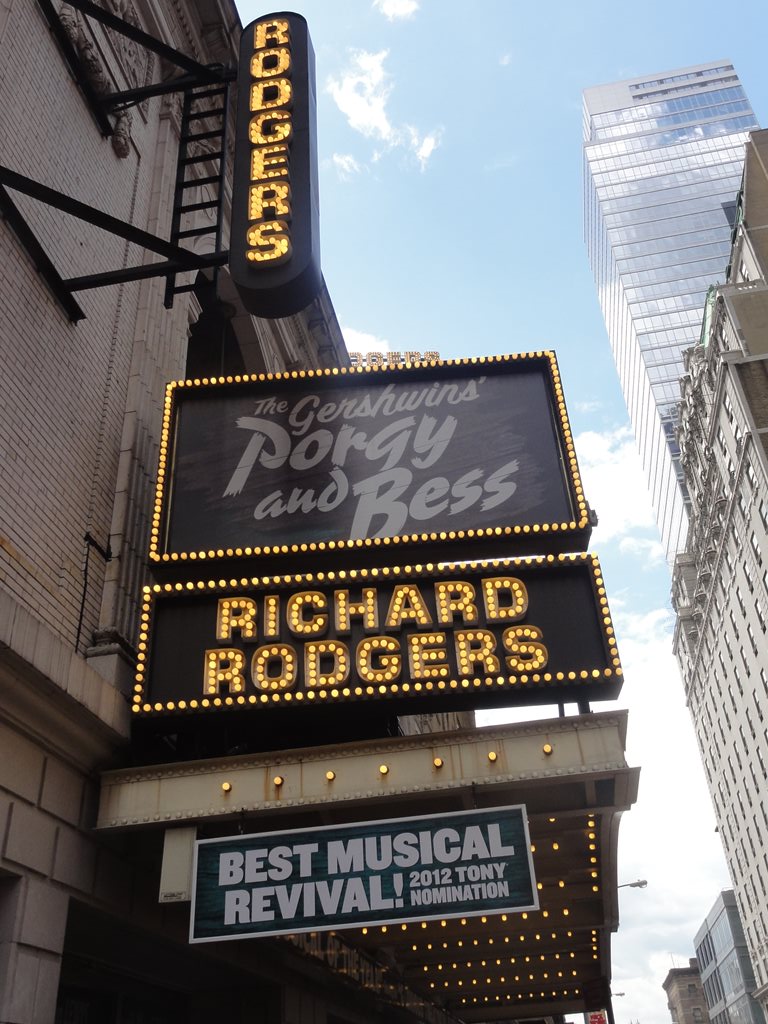 RODGERS
The Gershwins'
Porgy
and Bess
RICHARD
RODGERS
BEST MUSICAL
REVIVAL! 2012 TONY
NOMINATION